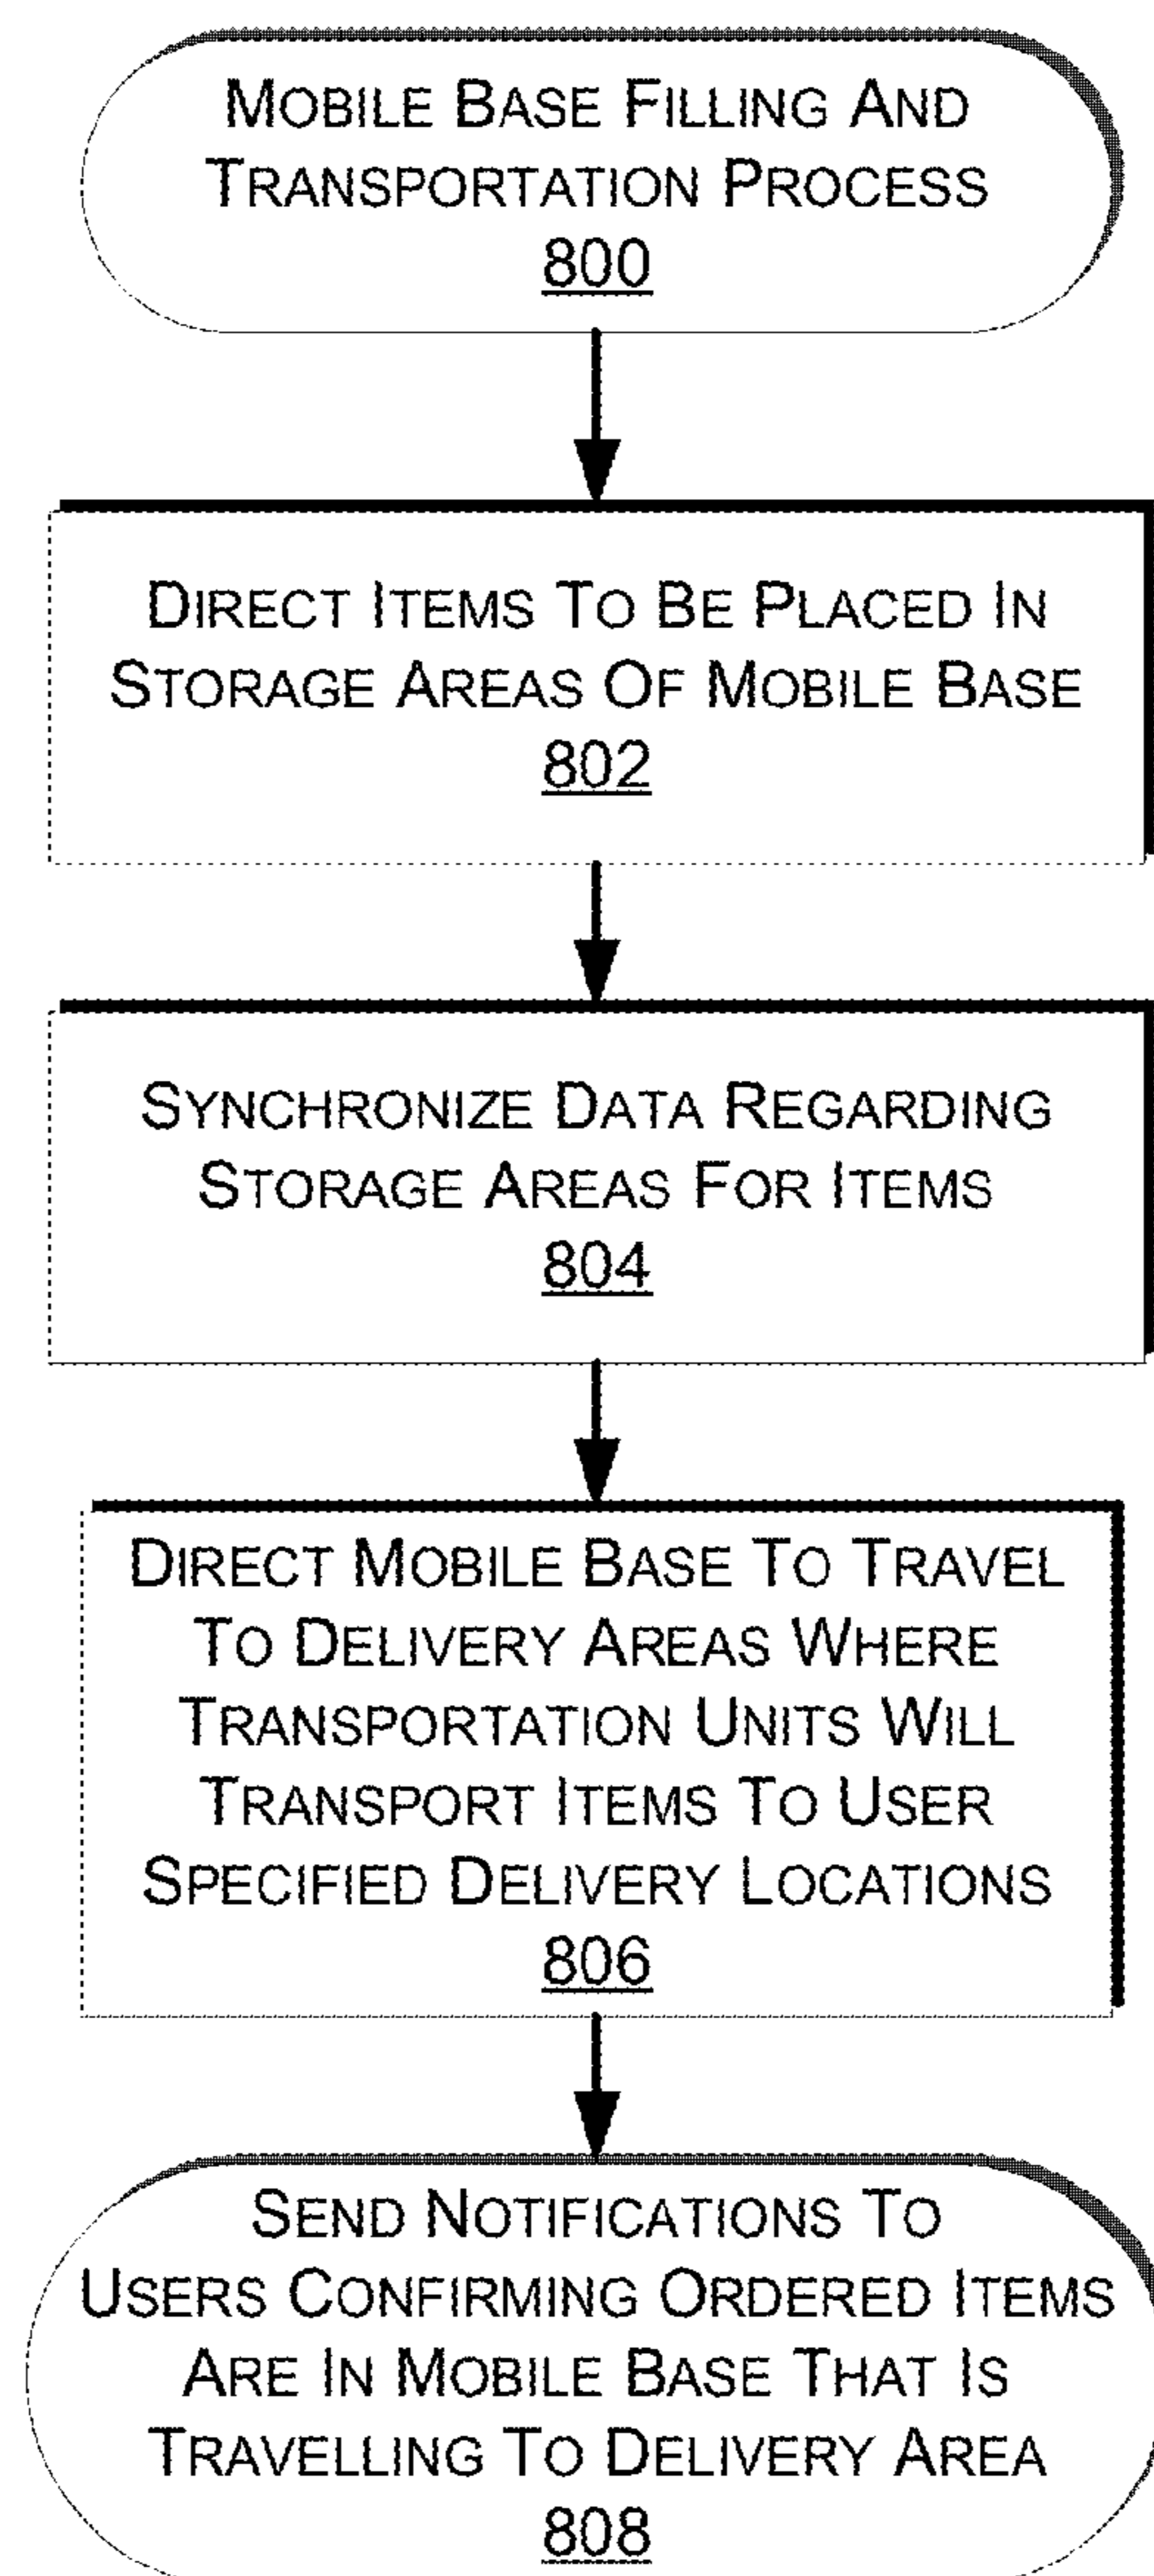 MOBILE BASE FILLING AND
TRANSPORTATION PROCESS
800
DIRECT ITEMS TO BE PLACED IN
STORAGE AREAS OF MOBILE BASE
802
SYNCHRONIZE DATA REGARDING
STORAGE AREAS FOR ITEMS
804
DIRECT MOBILE BASE TO TRAVEL
TO DELIVERY AREAS WHERE
TRANSPORTATION UNITS WILL
TRANSPORT ITEMS TO USER
SPECIFIED DELIVERY LOCATIONS
806
SEND NOTIFICATIONS TO
USERS CONFIRMING ORDERED ITEMS
ARE IN MOBILE BASE THAT IS
TRAVELLING TO DELIVERY AREA
808